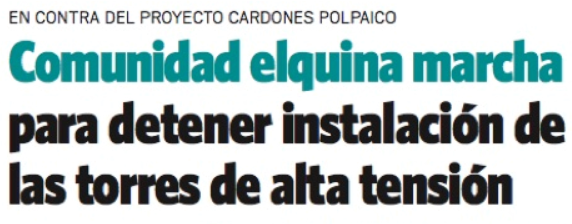 EN CONTRA DEL PROYECTO CARDONES POLPAICO
Comunidad elquina marcha
para detener instalación de
las torres de alta tensión